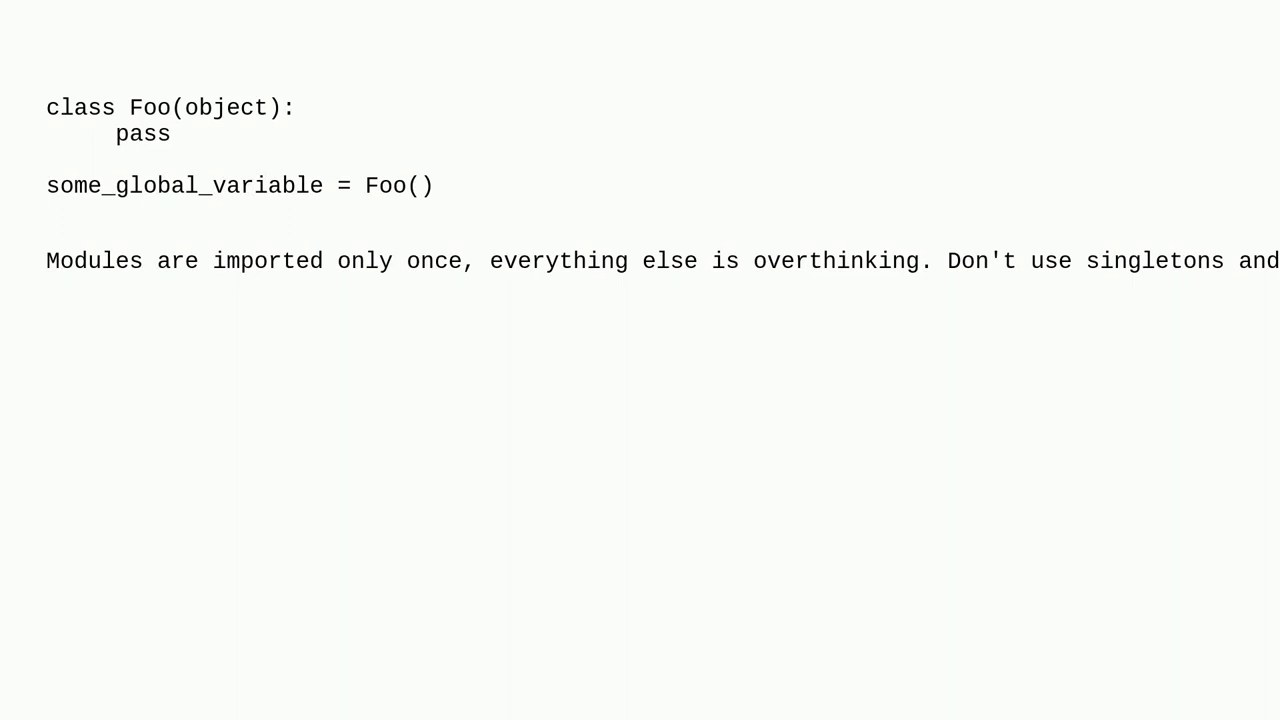 class Foo(object):
     pass
some_global_variable = Foo()
Modules are imported only once, everything else is overthinking. Don't use singletons and